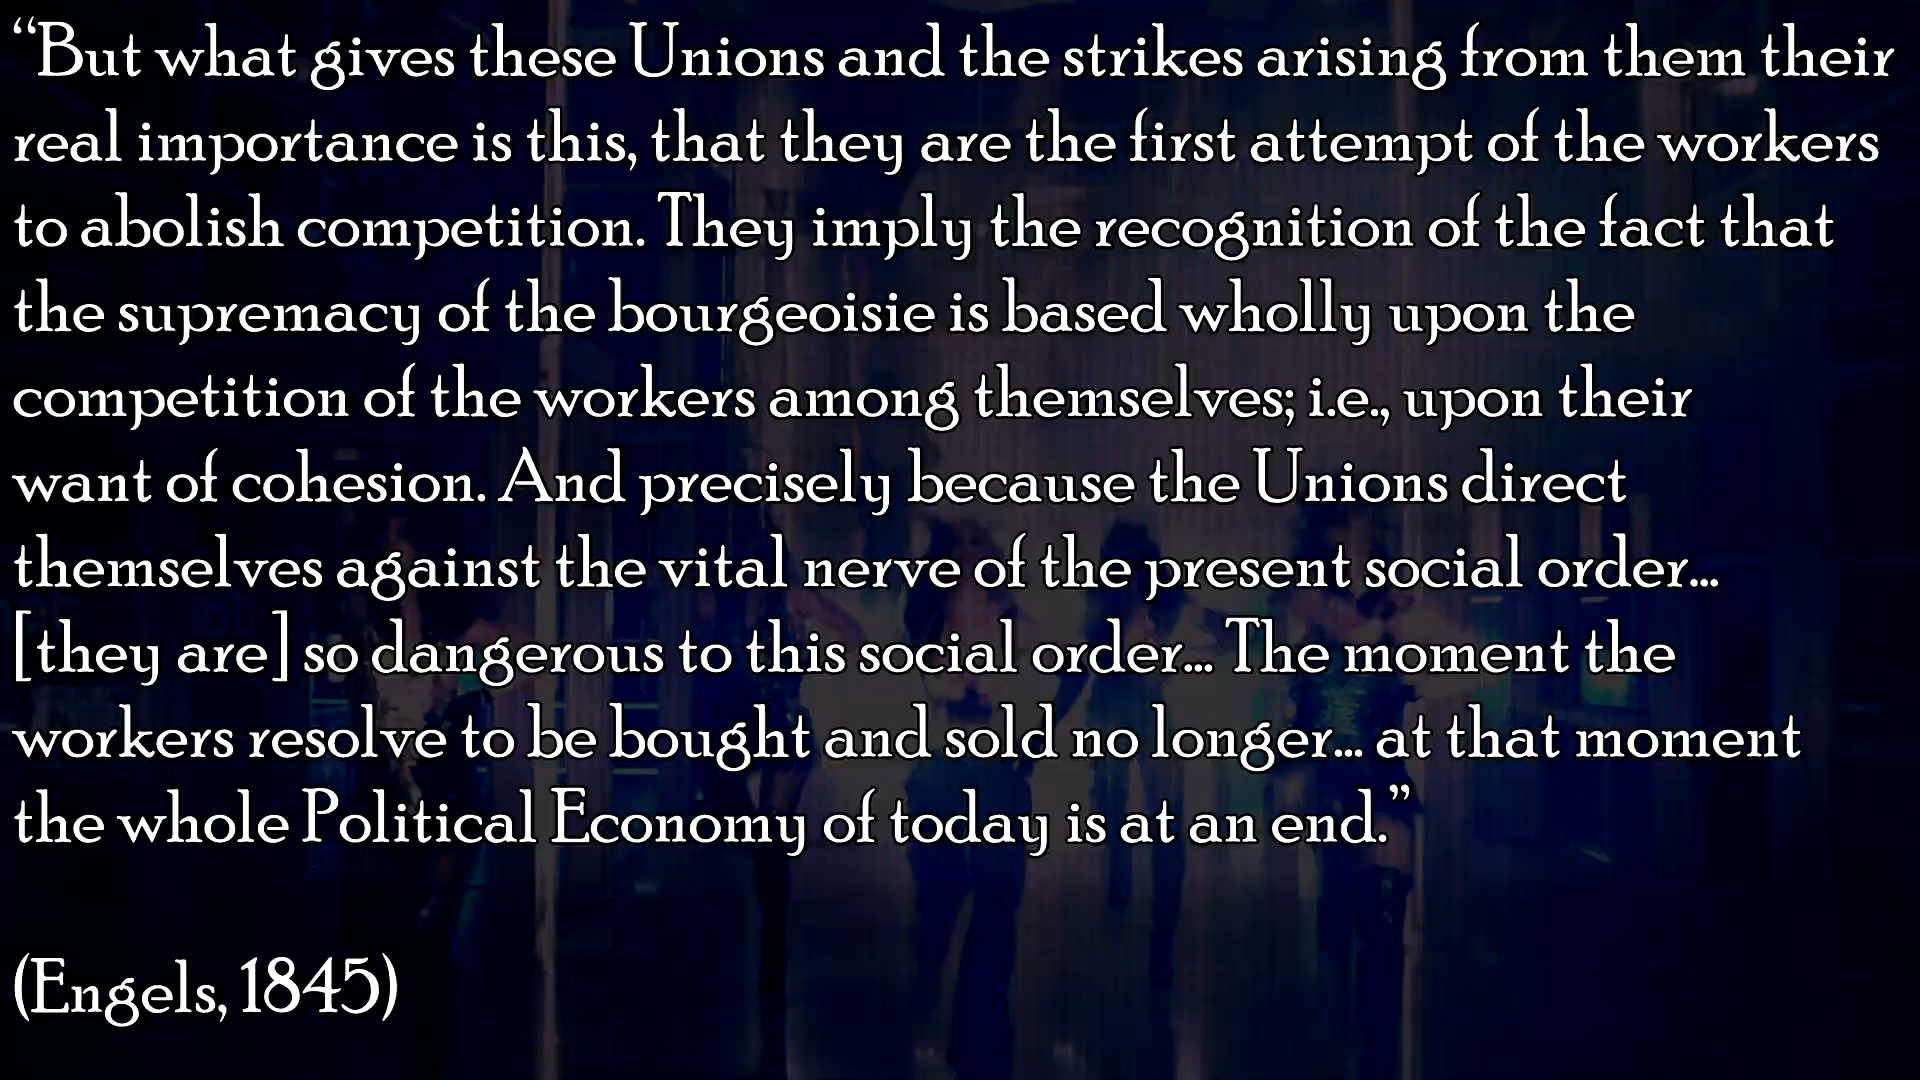 “But what gives these Unions and the strikes arising from them their
real importance is this, that they are the first attempt of the workers
to abolish competition. They imply the recognition of the fact that
the supremacy of the bourgeoisie is based wholly upon the
competition of the workers among themselves; i.e., upon their
want of cohesion. And precisely because the Unions direct
themselves against the vital nerve of the present social order...
[they are] so dangerous to this social order... The moment the
workers resolve to be bought and sold no longer... at that moment
the whole Political Economy of today is at an end.”
(Engels, 1845)